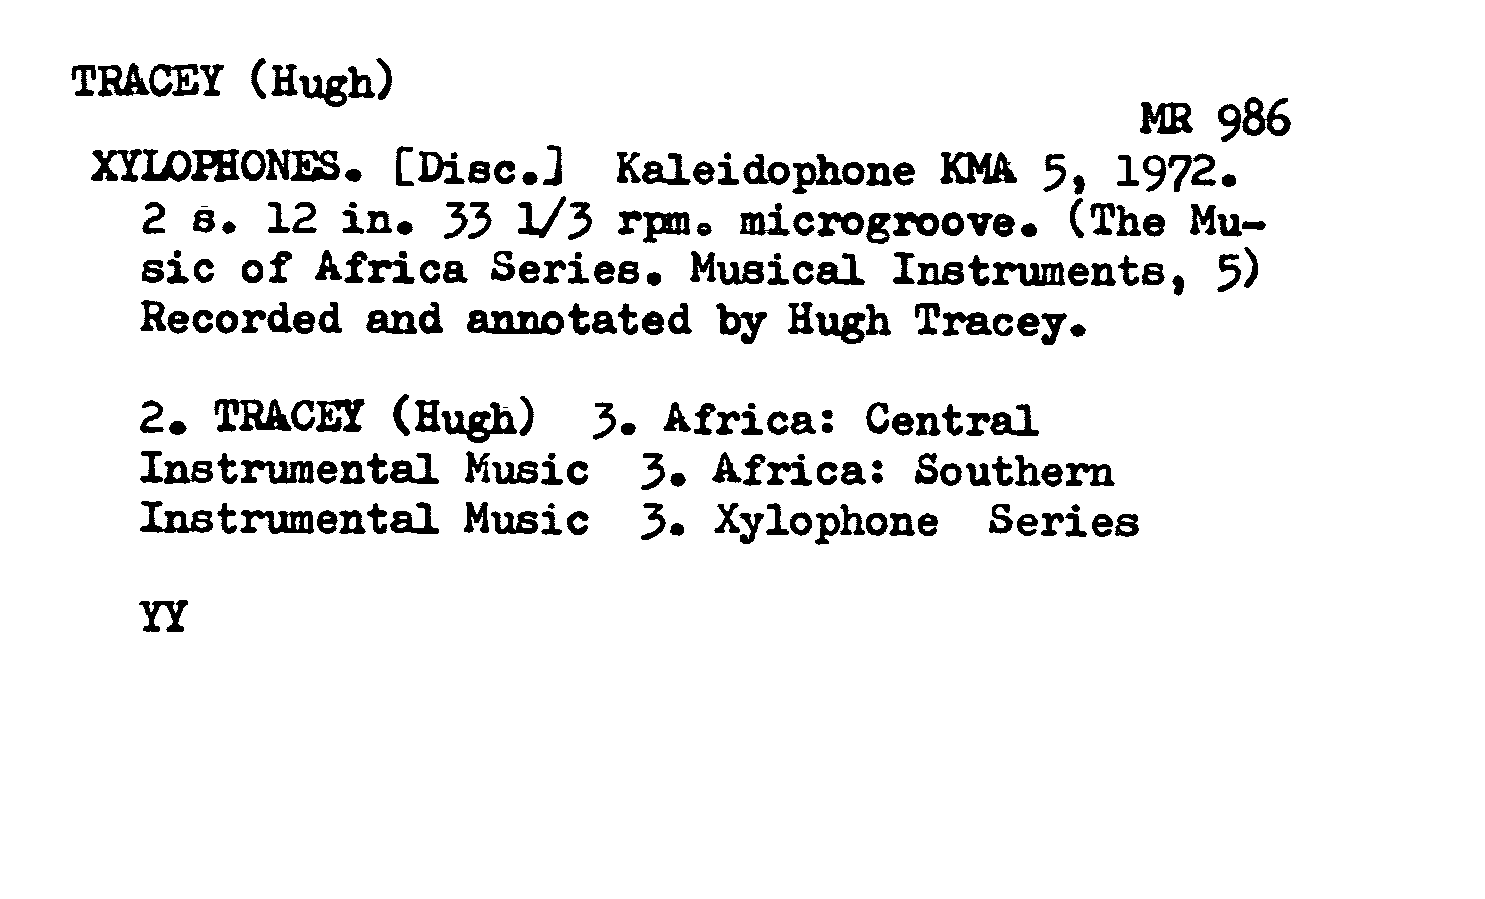 TRACEY (Hugh)
MR 986
XYLOPHONES. [Disc.] Kaleidophone KMA 5, 1972.
2 s. 12 in. 33 1/3 rpm. microgroove. (The Mu-
sic of Africa Series. Musical Instruments, 5)
Recorded and annotated by Hugh Tracey.
2. TRACEY (Hugh) 3. Africa: Central
Instrumental Music 3. Africa: Southern
Instrumental Music 3. Xylophone Series
YY